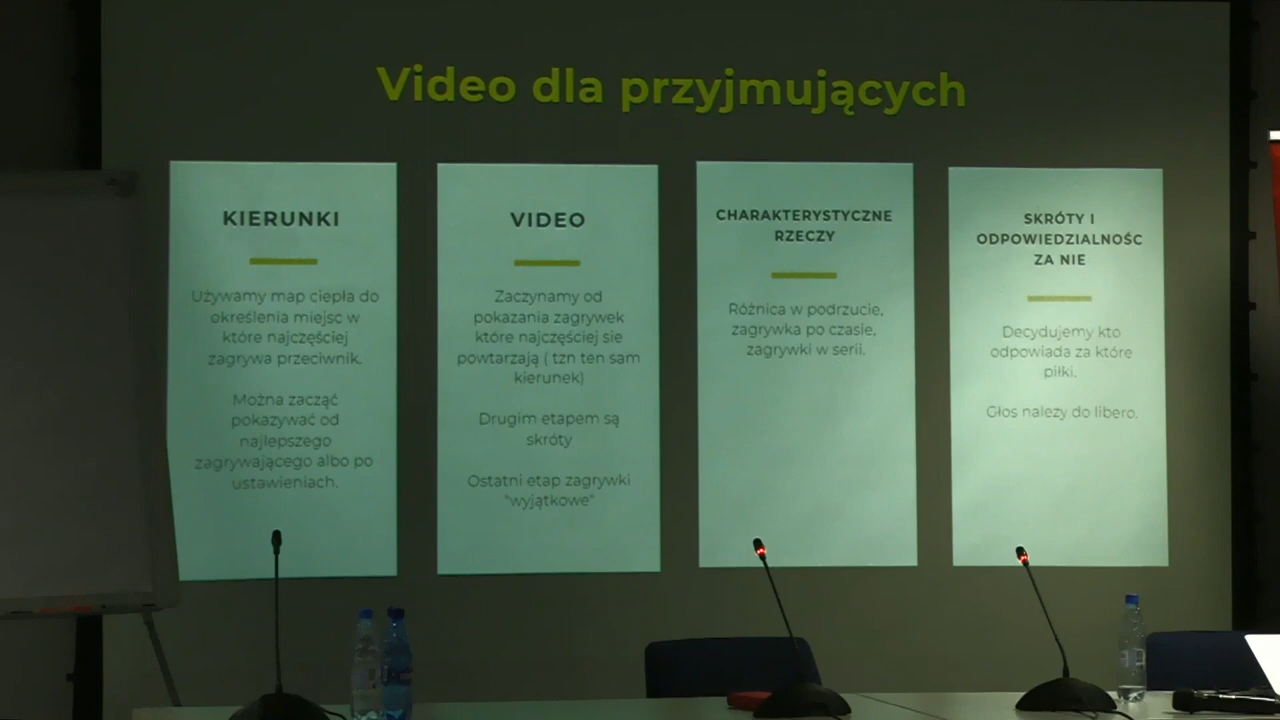 Video dla przyjmujących
KIERUNKI
Używamy map ciepła do
określenia miejsc w
które najczęściej
zagrywa przeciwnik.
Można zacząć
pokazywać od
najlepszego
zagrywającego albo po
ustawieniach.
VIDEO
Zaczynamy od
pokazania zagrywek
które najczęściej sie
powtarzają ( tzn ten sam
kierunek)
Drugim etapem są
skróty
Ostatni etap zagrywki
"wyjątkowe"
CHARAKTERYSTYCZNE
RZECZY
Różnica w podrzucie,
zagrywka po czasie,
zagrywki w serii.
SKRÓTY I
ODPOWIEDZIALNOŚC
ZA NIE
Decydujemy kto
odpowiada za które
piłki.
Głos należy do libero.